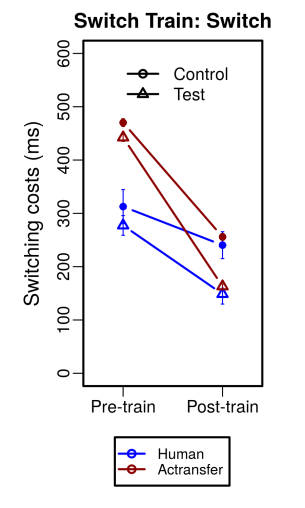 Switch Train: Switch
Control
Test
Switching costs (ms)
600
500
400
300
200
100
0
Pre-train Post-train
Human
Actransfer